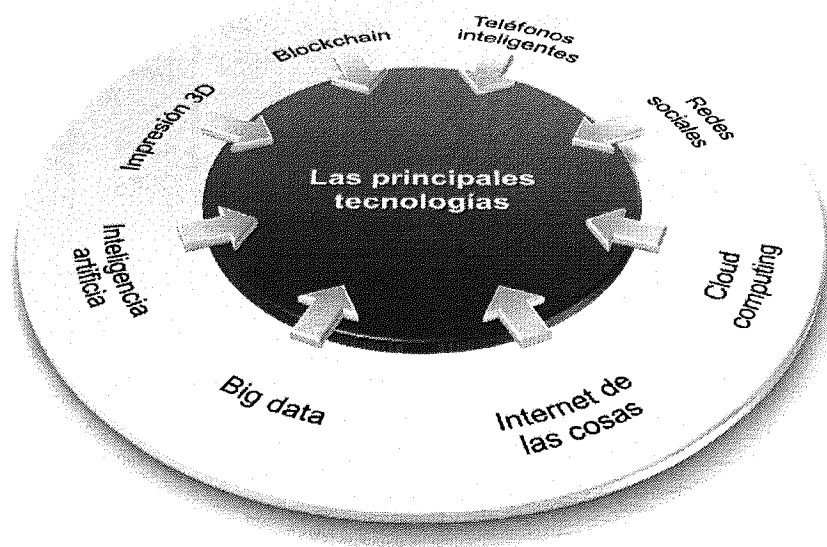 Las principales
tecnologías
Teléfonos
inteligentes
Redes
sociales
Cloud
computing
Internet de
las cosas
Big data
Inteligencia
artificia
Impresión 3D
Blockchain